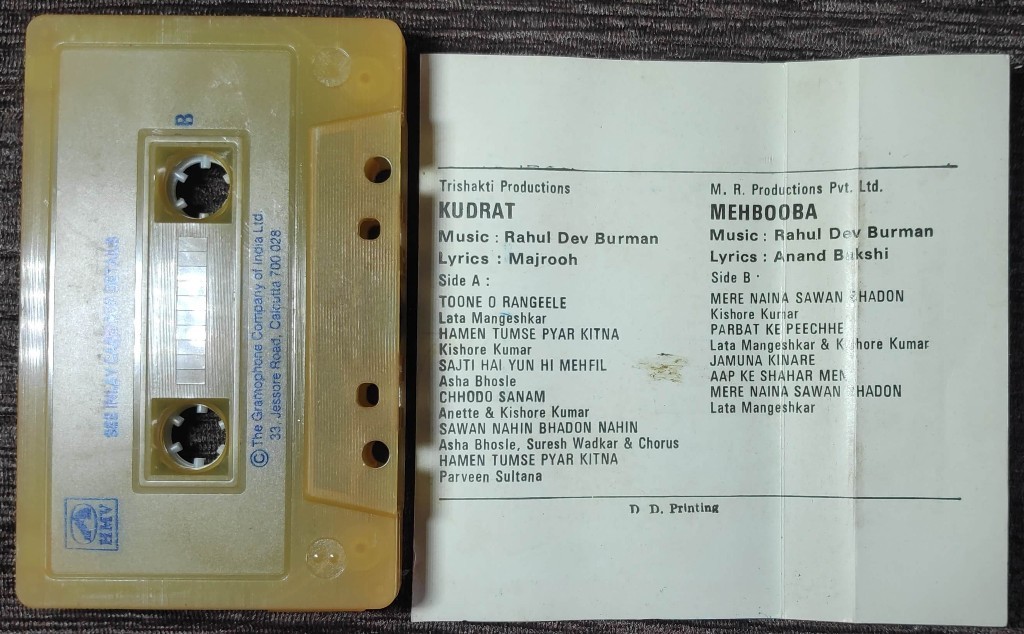 B
SEE INLAY CARD FOR DETAILS
© The Gramophone Company of India Ltd.
33, Jessore Road, Calcutta 700 028
HMV
Trishakti Productions
KUDRAT
Music : Rahul Dev Burman
Lyrics : Majrooh
Side A :
TOONE O RANGEELE
Lata Mangeshkar
HAMEN TUMSE PYAR KITNA
Kishore Kumar
SAJTI HAI YUN HI MEHFIL
Asha Bhosle
CHHODO SANAM
Anette & Kishore Kumar
SAWAN NAHIN BHADON NAHIN
Asha Bhosle, Suresh Wadkar & Chorus
HAMEN TUMSE PYAR KITNA
Parveen Sultana
M. R. Productions Pvt. Ltd.
MEHBOOBA
Music : Rahul Dev Burman
Lyrics : Anand Bakshi
Side B
MERE NAINA SAWAN BHADON
Kishore Kumar
PARBAT KE PEECHHE
Lata Mangeshkar & Kishore Kumar
JAMUNA KINARE
AAP KE SHAHAR MEN
MERE NAINA SAWAN BHADON
Lata Mangeshkar
D D. Printing